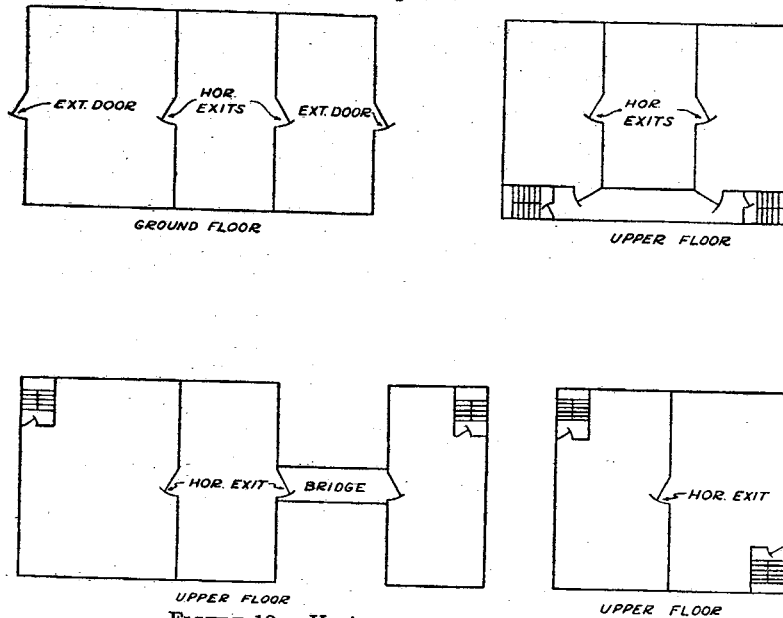 EXT. DOOR
HOR.
EXITS
EXT. DOOR
GROUND FLOOR
HOR.
EXITS
UPPER FLOOR
HOR. EXIT
BRIDGE
UPPER FLOOR
HOR. EXIT
UPPER FLOOR